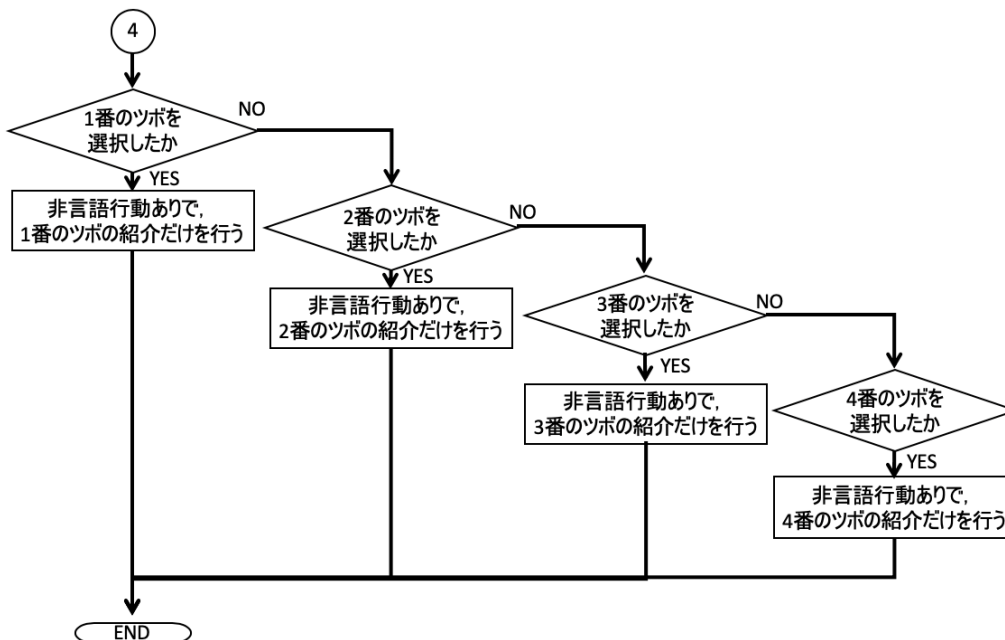 4
1番のツボを
選択したか
NO
YES
非言語行動ありで,
1番のツボの紹介だけを行う
2番のツボを
選択したか
NO
YES
非言語行動ありで,
2番のツボの紹介だけを行う
3番のツボを
選択したか
NO
YES
非言語行動ありで,
3番のツボの紹介だけを行う
4番のツボを
選択したか
YES
非言語行動ありで,
4番のツボの紹介だけを行う
END